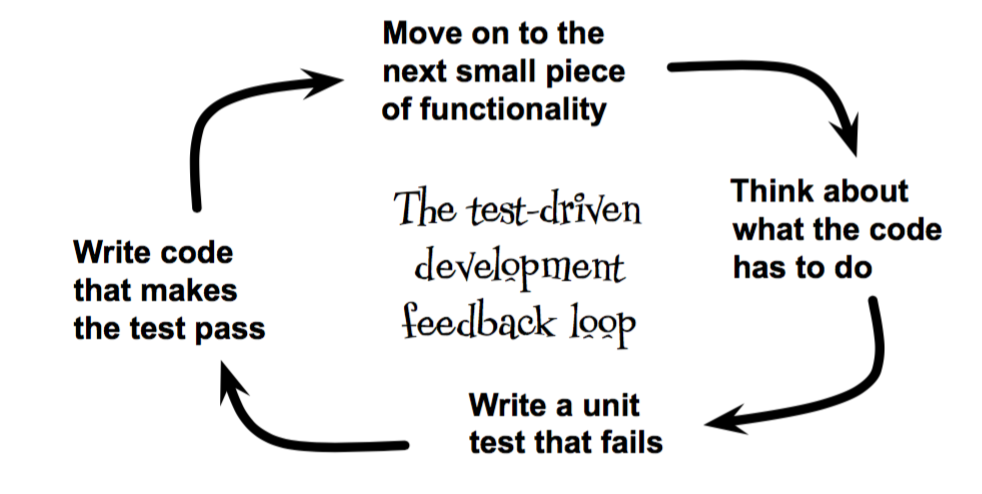 Move on to the
next small piece
of functionality
Think about
what the code
has to do
Write a unit
test that fails
Write code
that makes
the test pass
The test-driven
development
feedback loop